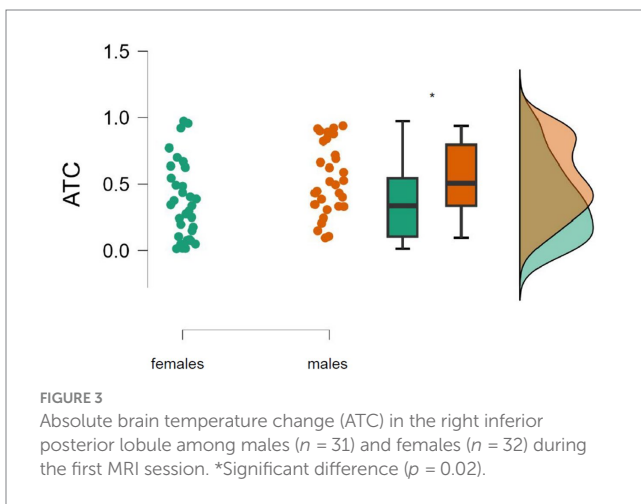 1.5
*
1.0
ATC
0.5
0.0
females males
FIGURE 3
Absolute brain temperature change (ATC) in the right inferior
posterior lobule among males (n = 31) and females (n = 32) during
the first MRI session. *Significant difference (p = 0.02).